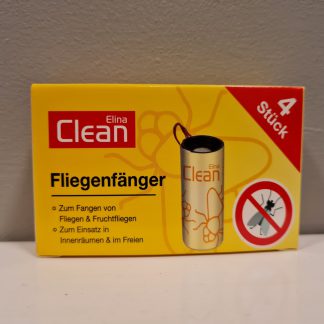 Elina
Clean
4
Stück
Fliegenfänger
Zum Fangen von
Fliegen & Fruchtfliegen
Zum Einsatz in
Innenräumen & im Freien
Elina
Clean